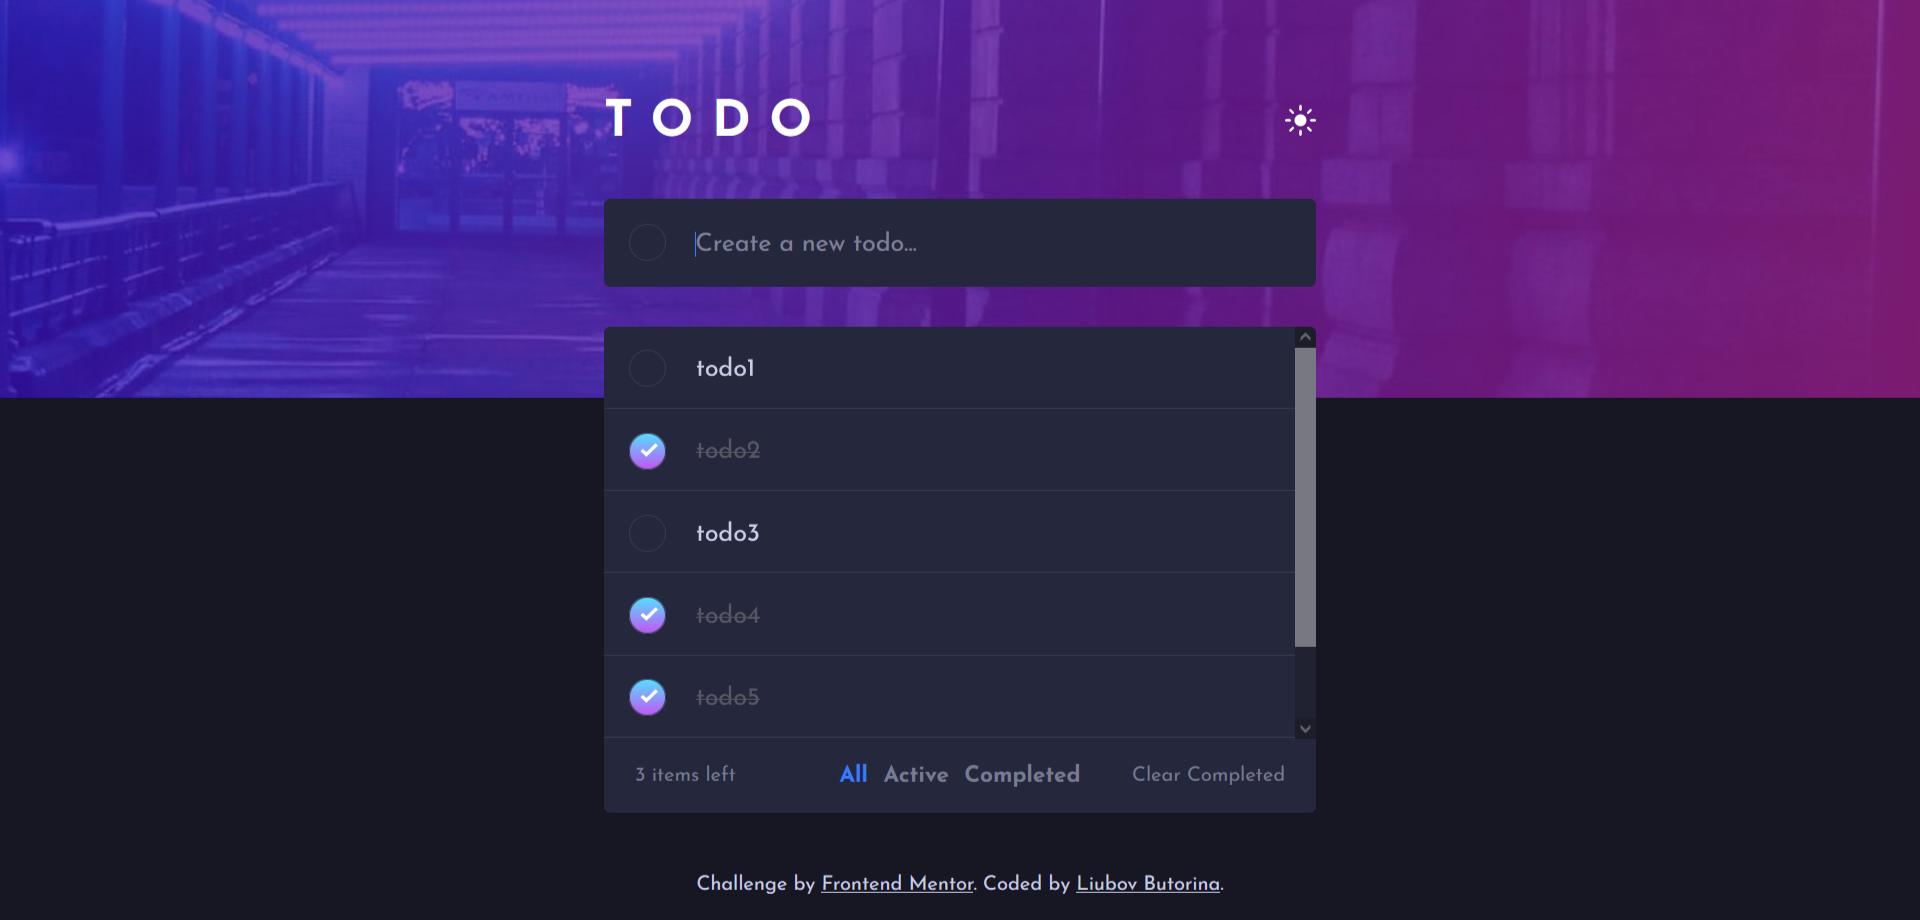 TODO
Create a new todo...
todo1
todo2
todo3
todo4
todo5
3 items left All Active Completed Clear Completed
Challenge by Frontend Mentor. Coded by Liubov Butorina.